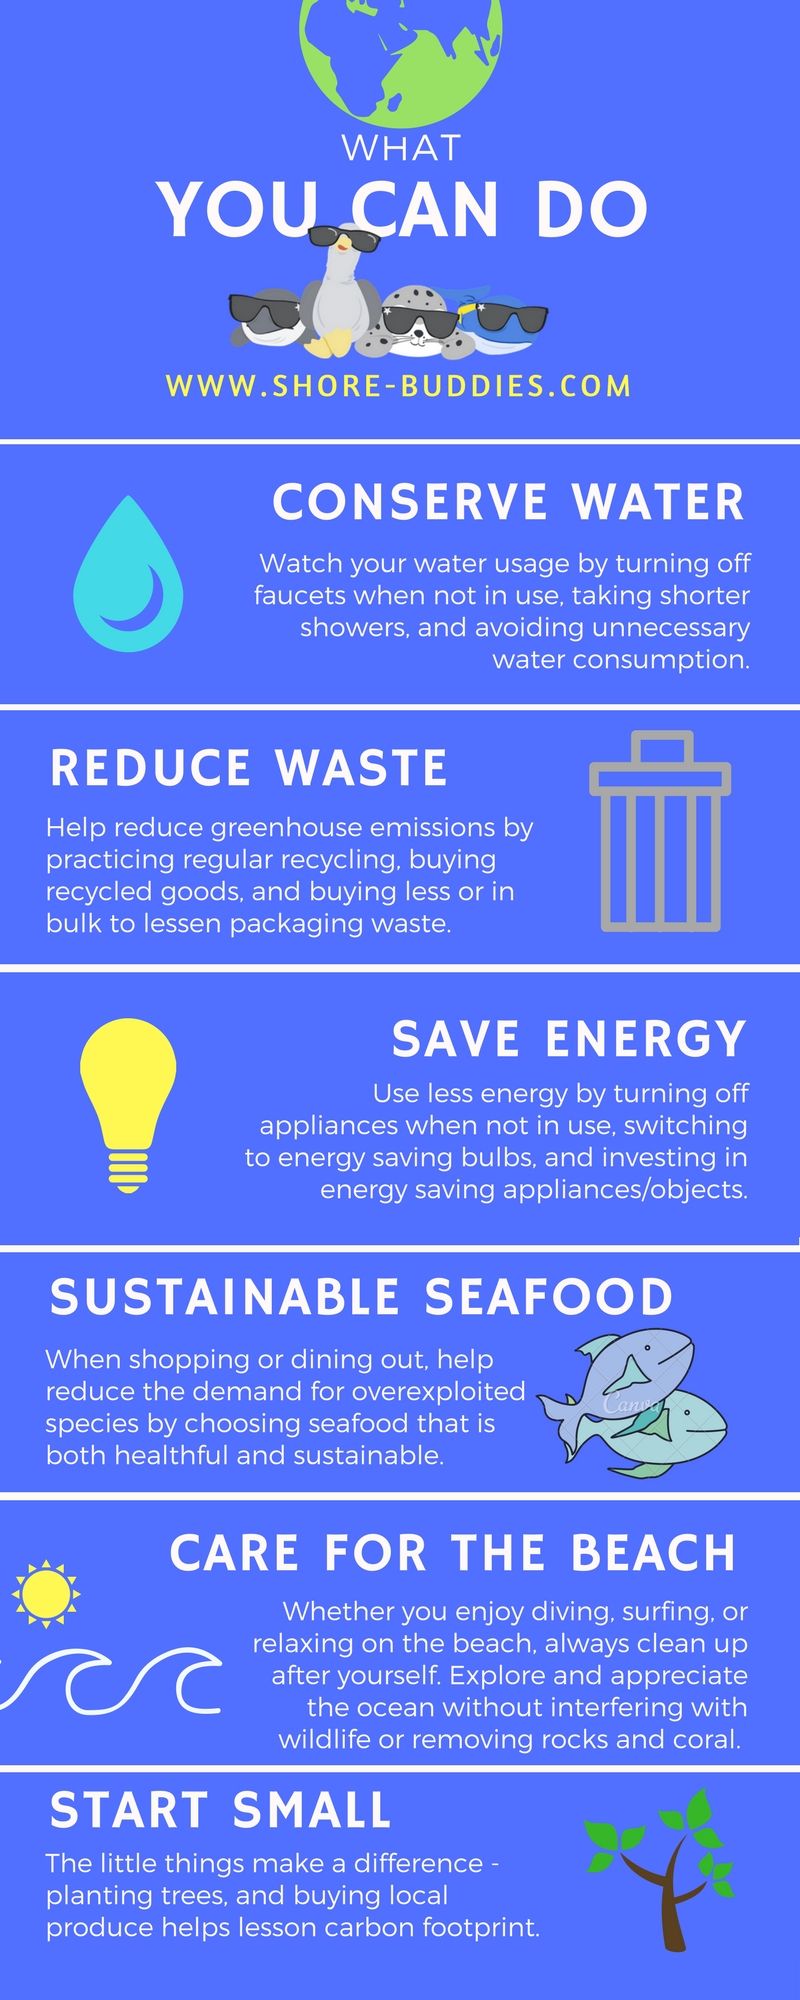 WHAT
YOU CAN DO
WWW.SHORE-BUDDIES.COM
CONSERVE WATER
Watch your water usage by turning off
faucets when not in use, taking shorter
showers, and avoiding unnecessary
water consumption.
REDUCE WASTE
Help reduce greenhouse emissions by
practicing regular recycling, buying
recycled goods, and buying less or in
bulk to lessen packaging waste.
SAVE ENERGY
Use less energy by turning off
appliances when not in use, switching
to energy saving bulbs, and investing in
energy saving appliances/objects.
SUSTAINABLE SEAFOOD
When shopping or dining out, help
reduce the demand for overexploited
species by choosing seafood that is
both healthful and sustainable.
Canva
CARE FOR THE BEACH
Whether you enjoy diving, surfing, or
relaxing on the beach, always clean up
after yourself. Explore and appreciate
the ocean without interfering with
wildlife or removing rocks and coral.
START SMALL
The little things make a difference -
planting trees, and buying local
produce helps lesson carbon footprint.